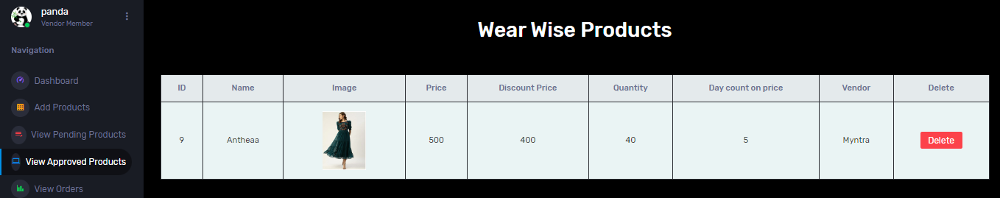 panda
Vendor Member
Navigation
Dashboard
Add Products
View Pending Products
View Approved Products
View Orders
Wear Wise Products
ID Name Image Price Discount Price Quantity Day count on price Vendor Delete
9 Antheaa 500 400 40 5 Myntra Delete